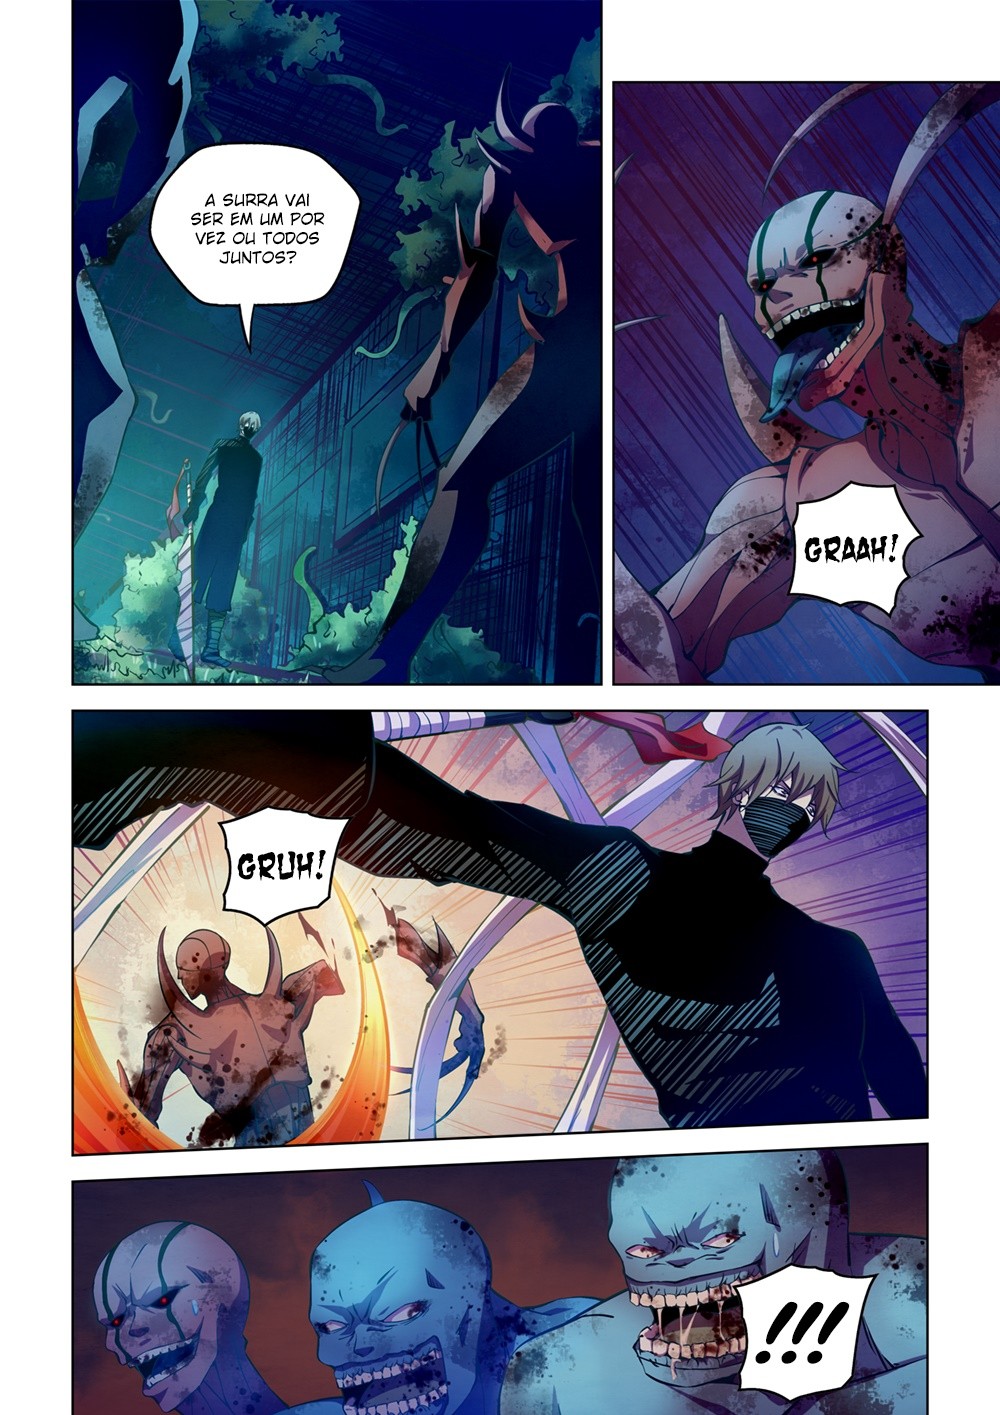 A SURRA VAI
SER EM UM POR
VEZ OU TODOS
JUNTOS?
GRAAH!
GRUH!
!!!